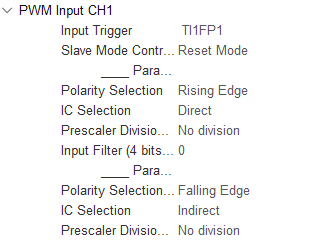 PWM Input CH1
Input Trigger TI1FP1
Slave Mode Contr... Reset Mode
____ Para...
Polarity Selection Rising Edge
IC Selection Direct
Prescaler Divisio... No division
Input Filter (4 bits... 0
____ Para...
Polarity Selection... Falling Edge
IC Selection Indirect
Prescaler Divisio... No division